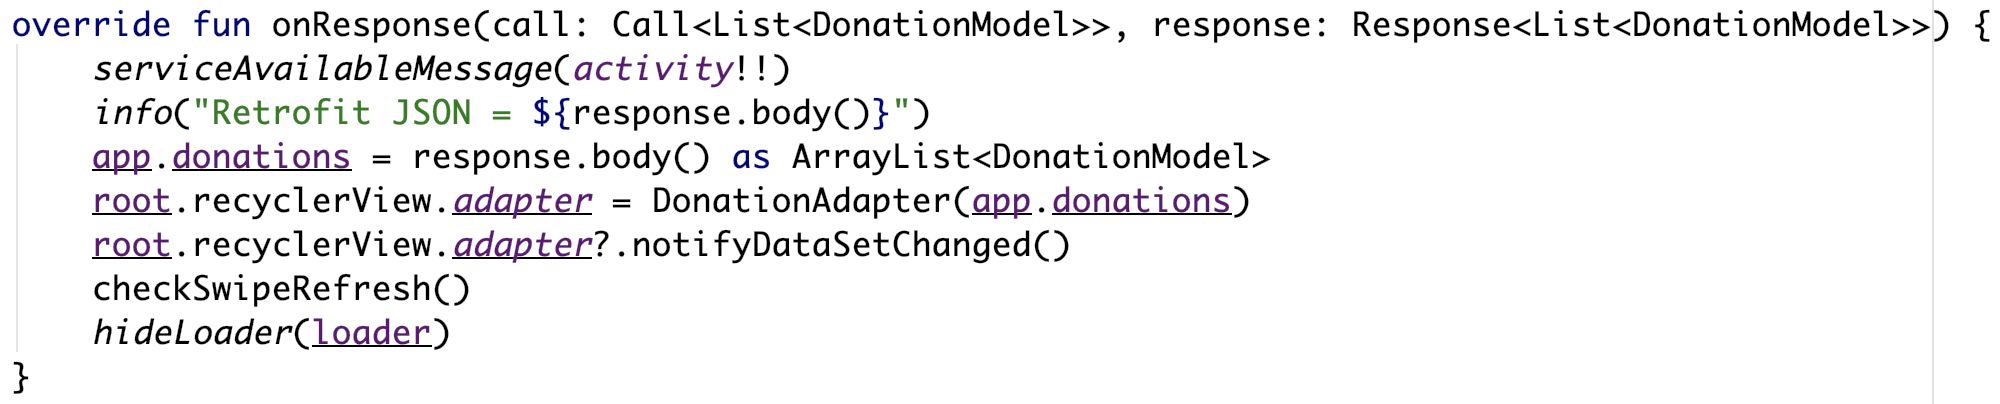 override fun onResponse(call: Call<List<DonationModel>>, response: Response<List<DonationModel>>) {
    serviceAvailableMessage(activity!!)
    info("Retrofit JSON = ${response.body()}")
    app.donations = response.body() as ArrayList<DonationModel>
    root.recyclerView.adapter = DonationAdapter(app.donations)
    root.recyclerView.adapter?.notifyDataSetChanged()
    checkSwipeRefresh()
    hideLoader(loader)
}